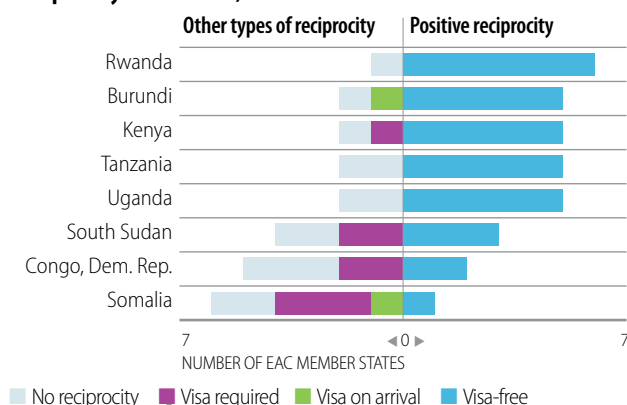 Other types of reciprocity Positive reciprocity
Rwanda
Burundi
Kenya
Tanzania
Uganda
South Sudan
Congo, Dem. Rep.
Somalia
7 ◄0 ► 7
NUMBER OF EAC MEMBER STATES
No reciprocity Visa required Visa on arrival Visa-free